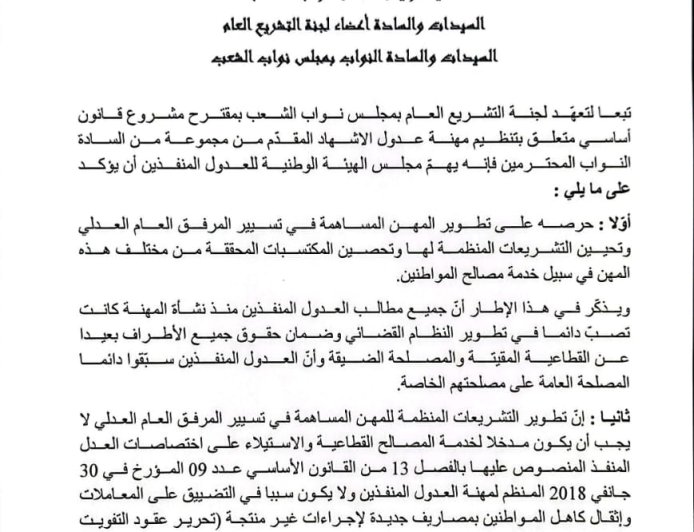 السيدات والسادة أعضاء لجنة التشريع العام
السيدات والسادة النواب بمجلس نواب الشعب
تبعا لتعهّد لجنة التشريع العام بمجلس نواب الشعب بمقترح مشروع قانون
أساسي متعلق بتنظيم مهنة عدول الاشهاد المقدّم من مجموعة من السادة
النواب المحترمين فإنه يهمّ مجلس الهيئة الوطنية للعدول المنفذين أن يؤكد
على ما يلي :
أوّلا : حرصه على تطوير المهن المساهمة في تسيير المرفق العام العدلي
وتحيين التشريعات المنظمة لها وتحصين المكتسبات المحققة من مختلف هذه
المهن في سبيل خدمة مصالح المواطنين.
ويذكّر في هذا الإطار أنّ جميع مطالب العدول المنفذين منذ نشأة المهنة كانت
تصبّ دائما في تطوير النظام القضائي وضمان حقوق جميع الأطراف بعيدا
عن القطاعية المقيتة والمصلحة الضيقة وأنّ العدول المنفذين سبّقوا دائما
المصلحة العامة على مصلحتهم الخاصة.
ثانيا : إنّ تطوير التشريعات المنظمة للمهن المساهمة في تسيير المرفق العام العدلي لا
يجب أن يكون مدخلا لخدمة المصالح القطاعية والاستيلاء على اختصاصات العدل
المنفذ المنصوص عليها بالفصل 13 من القانون الأساسي عدد 09 المؤرخ في 30
جانفي 2018 المنظم لمهنة العدول المنفذين ولا يكون سببا في التضييق على المعاملات
وإثقال كاهل المواطنين بمصاريف جديدة لإجراءات غير منتجة (تحرير عقود التفويت